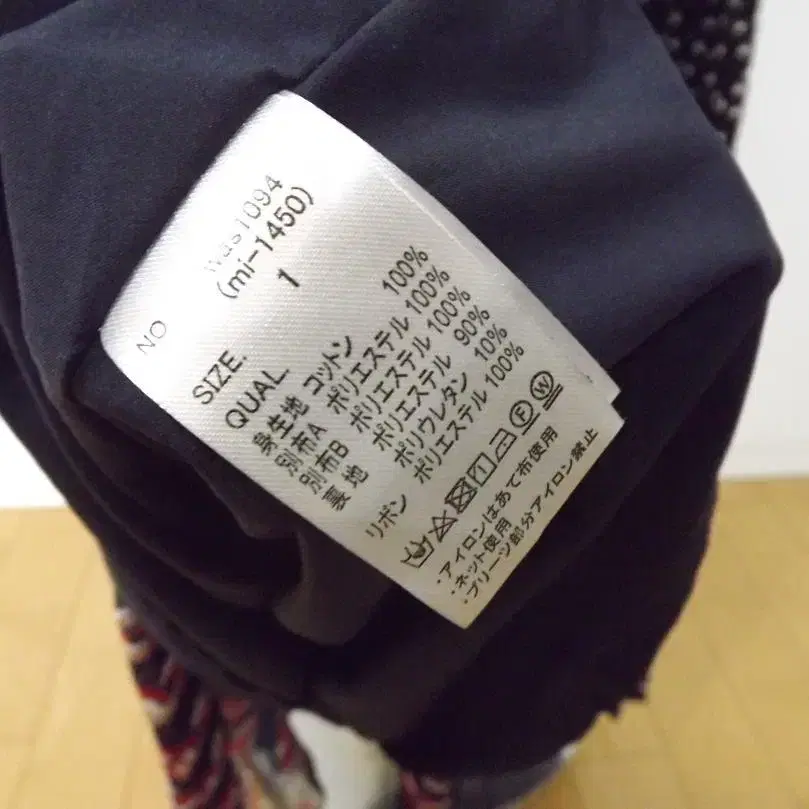 NO
(mi-1450)
SIZE. 1
QUAL.
身生地 コットン 100%
別布A ポリエステル 100%
別布B ポリエステル 100%
裏地 ポリエステル 90%
ポリウレタン 10%
リボン ポリエステル 100%
F W
・アイロンはあて布使用
・ネット使用
・プリーツ部分アイロン禁止